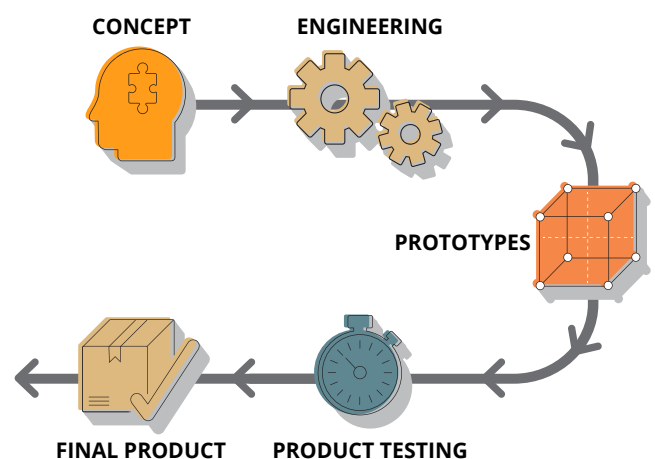 CONCEPT
ENGINEERING
PROTOTYPES
PRODUCT TESTING
FINAL PRODUCT